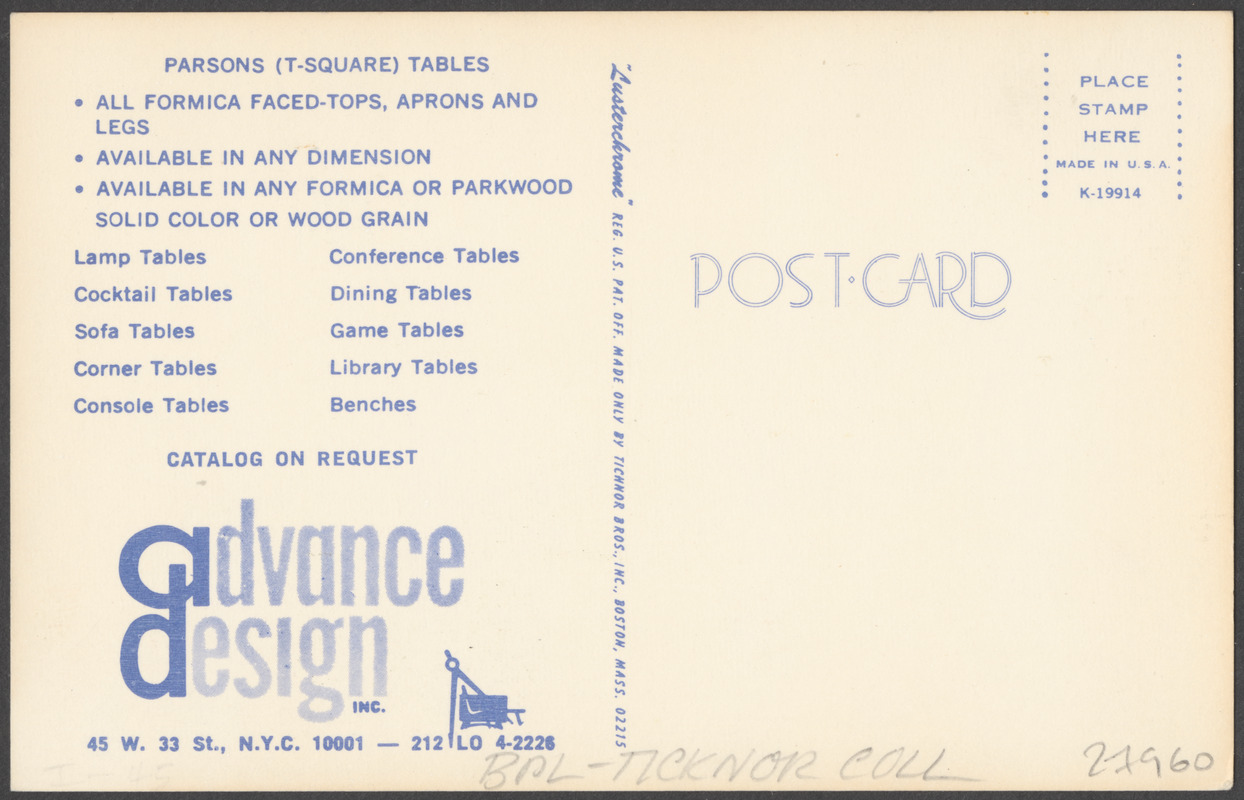 PARSONS (T-SQUARE) TABLES
• ALL FORMICA FACED-TOPS, APRONS AND
LEGS
• AVAILABLE IN ANY DIMENSION
• AVAILABLE IN ANY FORMICA OR PARKWOOD
SOLID COLOR OR WOOD GRAIN
Lamp Tables Conference Tables
Cocktail Tables Dining Tables
Sofa Tables Game Tables
Corner Tables Library Tables
Console Tables Benches
CATALOG ON REQUEST
advance
design
INC.
45 W. 33 St., N.Y.C. 10001 — 212 LO 4-2226
"Lusterchrome" REG. U.S. PAT. OFF. MADE ONLY BY TICHNOR BROS., INC., BOSTON, MASS. 02215
POST·CARD
PLACE
STAMP
HERE
MADE IN U.S.A.
K-19914
BPL-TICKNOR COLL
27960